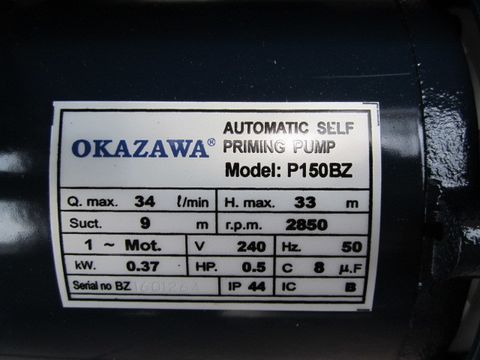 OKAZAWA®
AUTOMATIC SELF
PRIMING PUMP
Model: P150BZ
Q. max. 34 ℓ/min H. max. 33 m
Suct. 9 m r.p.m. 2850
1 ~ Mot. V 240 Hz. 50
kW. 0.37 HP. 0.5 C 8 µ.F
Serial no BZ IP 44 IC B